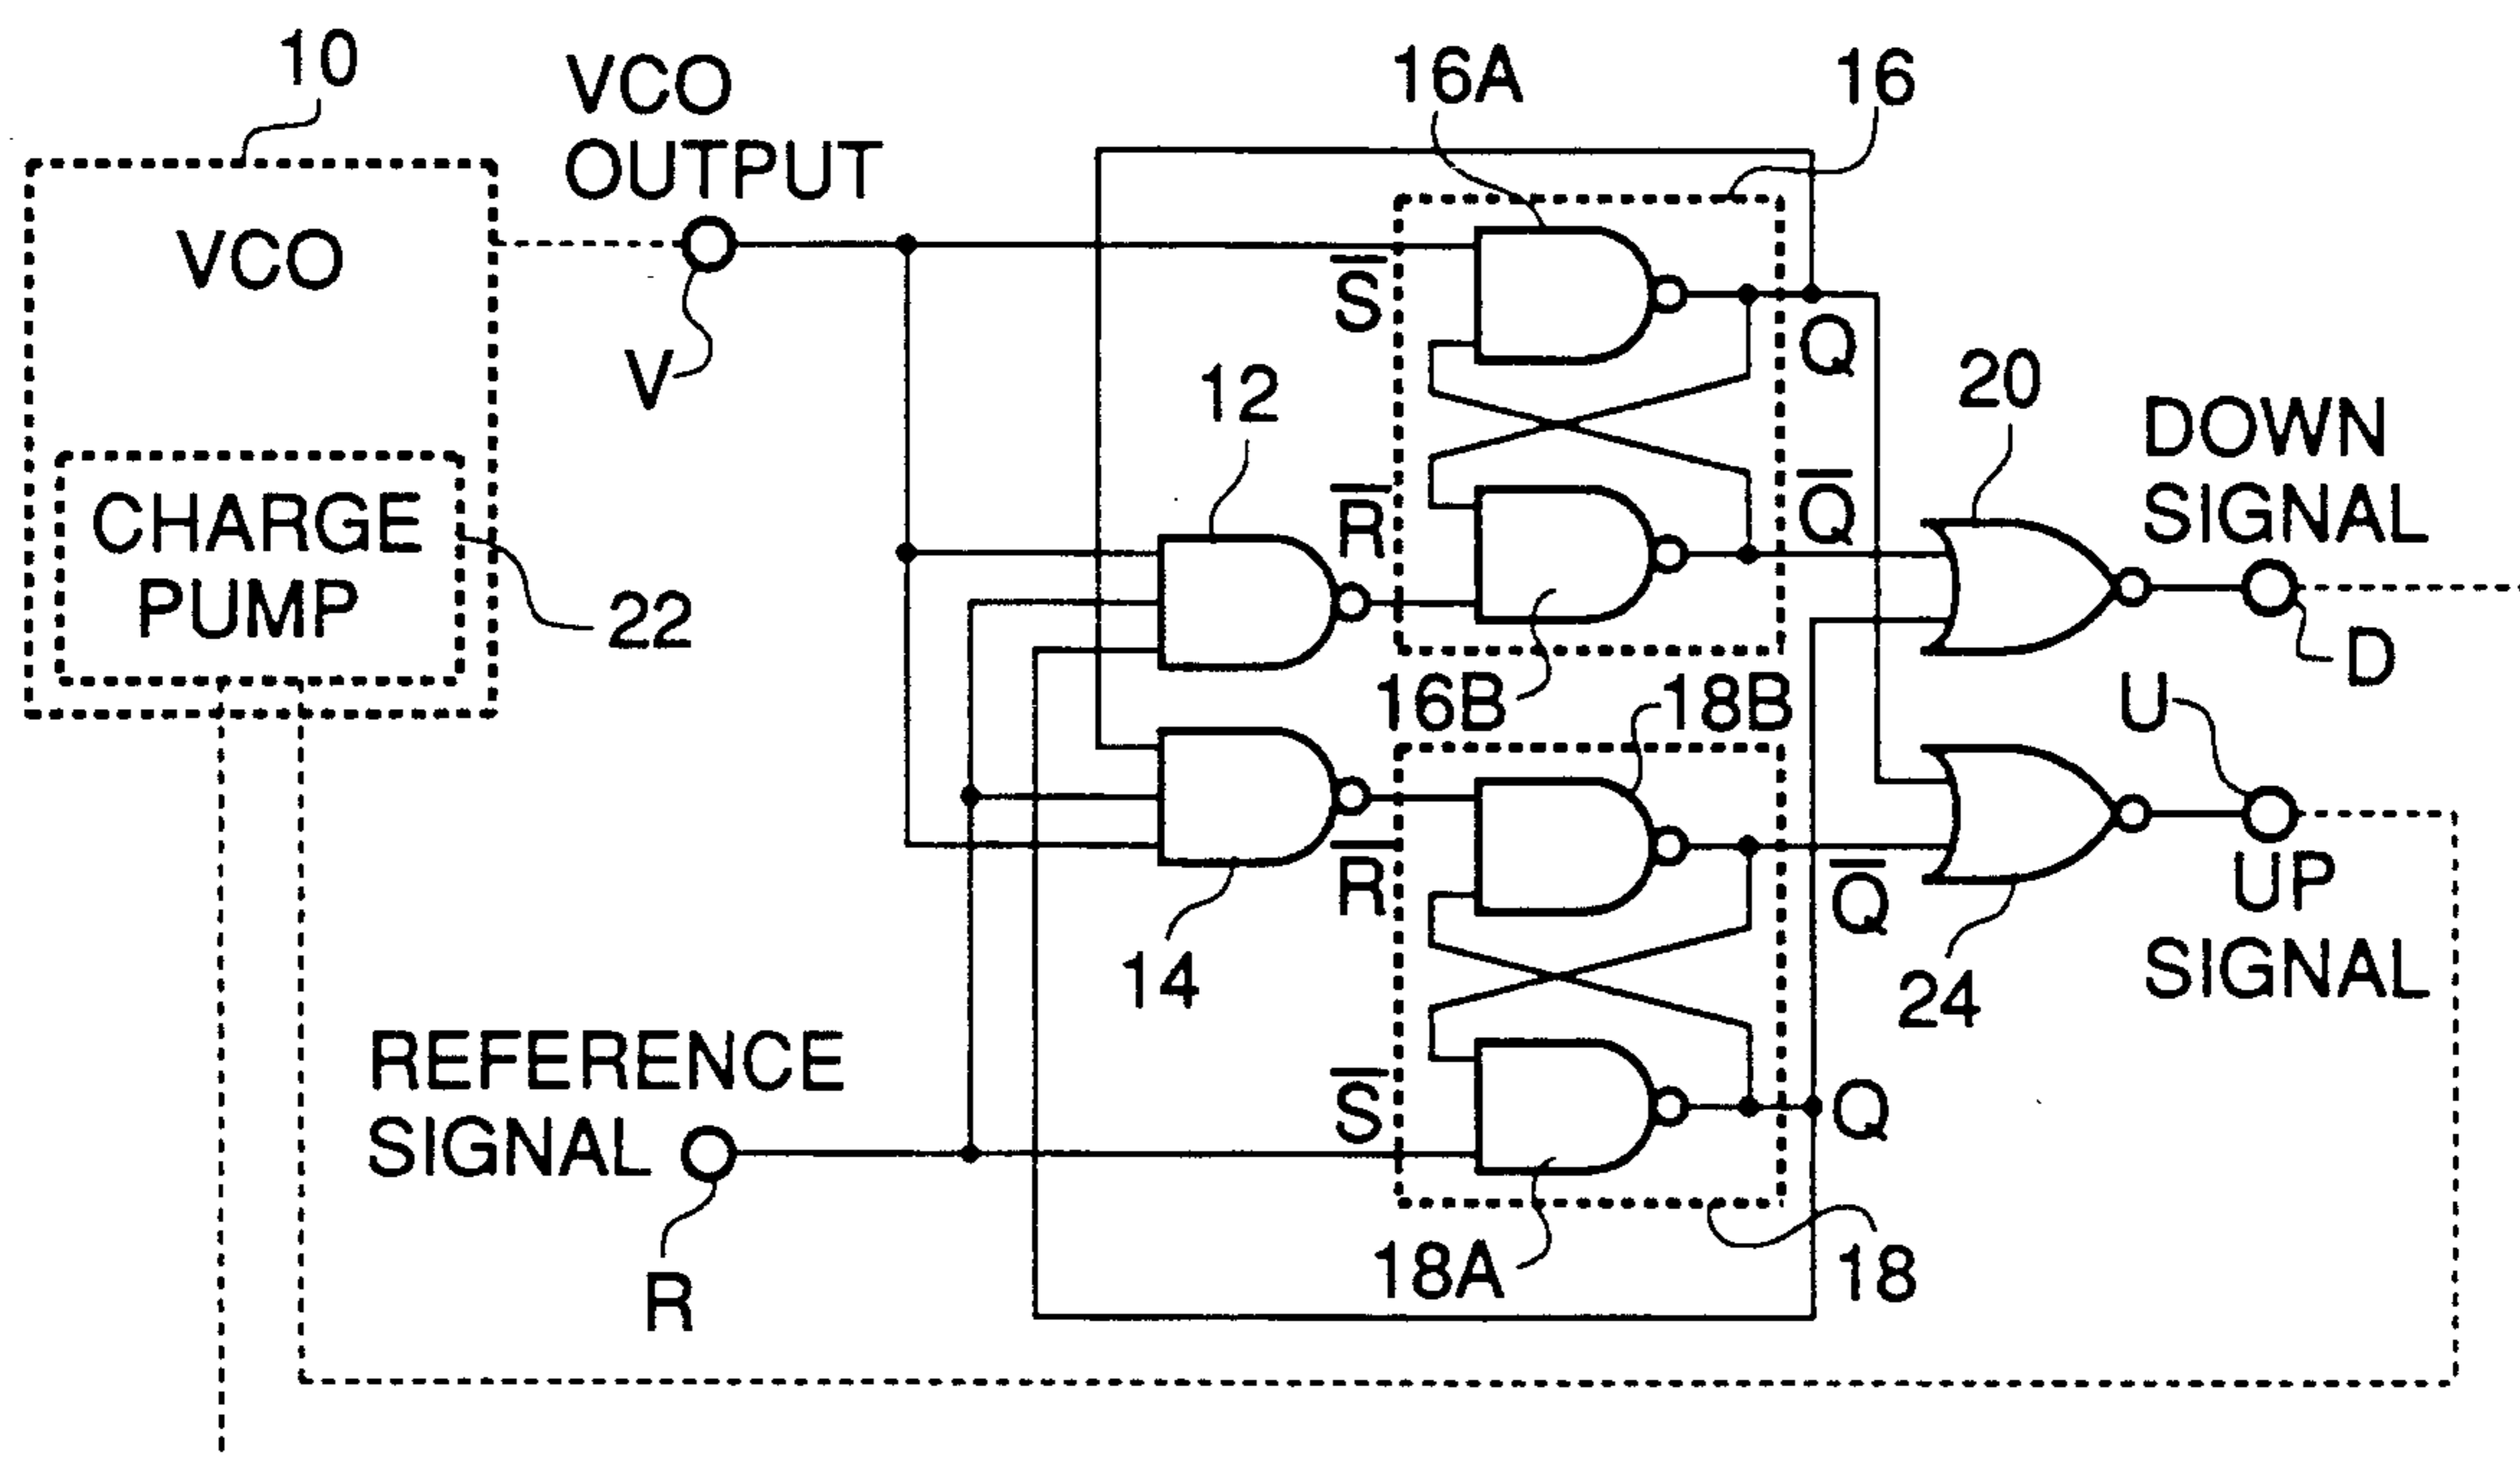 10
VCO
OUTPUT
16A
16
VCO
S̅
V
Q
12
20
DOWN
SIGNAL
CHARGE
PUMP
22
R̅
Q̅
D
16B
18B
U
R̅
Q̅
UP
SIGNAL
14
24
REFERENCE
SIGNAL
S̅
Q
R
18A
18